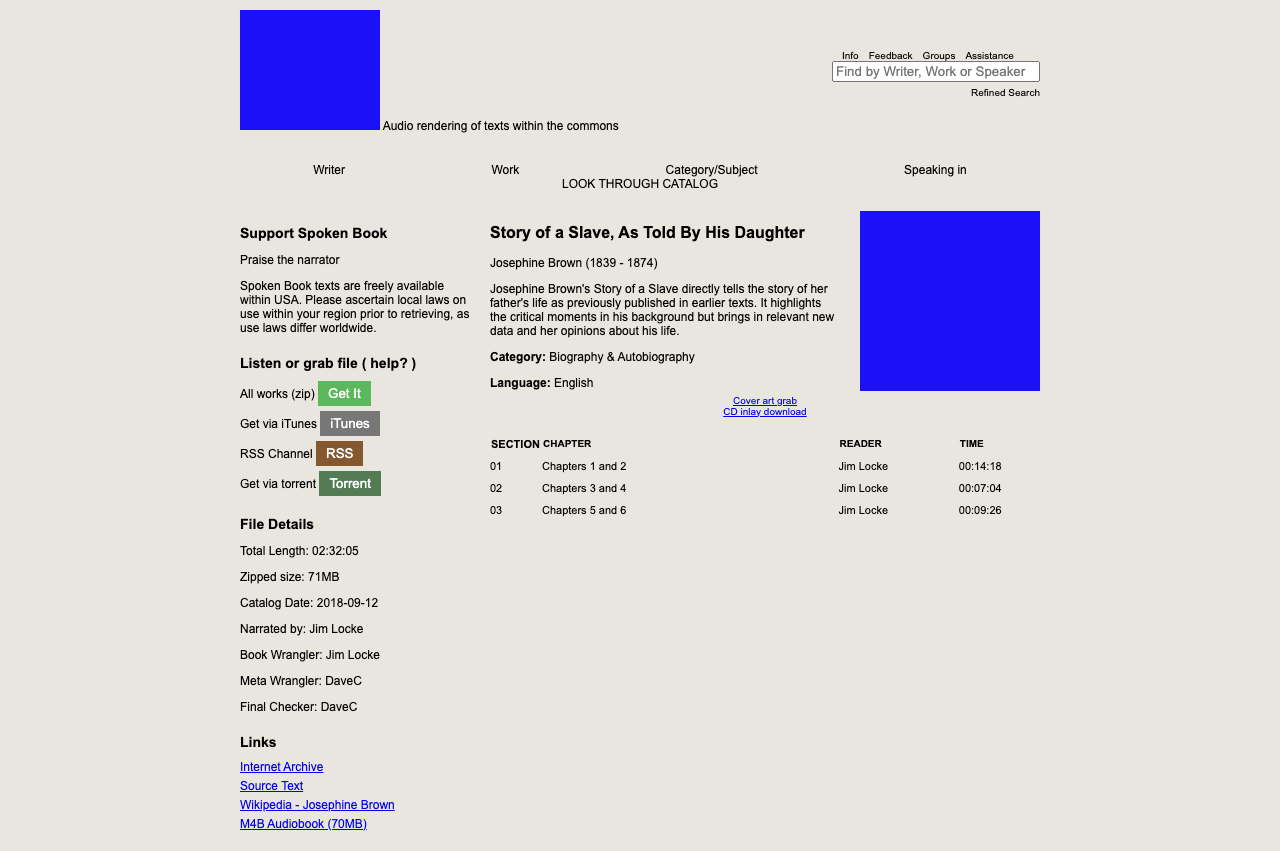 Info Feedback Groups Assistance
Find by Writer, Work or Speaker
Refined Search
Audio rendering of texts within the commons
Writer Work Category/Subject Speaking in
LOOK THROUGH CATALOG
Support Spoken Book
Praise the narrator
Spoken Book texts are freely available
within USA. Please ascertain local laws on
use within your region prior to retrieving, as
use laws differ worldwide.
Listen or grab file ( help? )
All works (zip) Get It
Get via iTunes iTunes
RSS Channel RSS
Get via torrent Torrent
File Details
Total Length: 02:32:05
Zipped size: 71MB
Catalog Date: 2018-09-12
Narrated by: Jim Locke
Book Wrangler: Jim Locke
Meta Wrangler: DaveC
Final Checker: DaveC
Links
Internet Archive
Source Text
Wikipedia - Josephine Brown
M4B Audiobook (70MB)
Story of a Slave, As Told By His Daughter
Josephine Brown (1839 - 1874)
Josephine Brown's Story of a Slave directly tells the story of her
father's life as previously published in earlier texts. It highlights
the critical moments in his background but brings in relevant new
data and her opinions about his life.
Category: Biography & Autobiography
Language: English
Cover art grab
CD inlay download
SECTION CHAPTER READER TIME
01 Chapters 1 and 2 Jim Locke 00:14:18
02 Chapters 3 and 4 Jim Locke 00:07:04
03 Chapters 5 and 6 Jim Locke 00:09:26